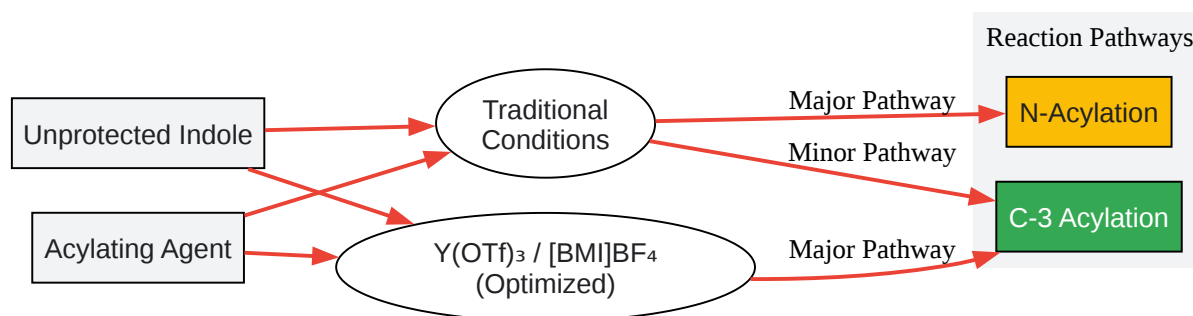 Reaction Pathways
Unprotected Indole
Acylating Agent
Traditional
Conditions
Y(OTf)₃ / [BMI]BF₄
(Optimized)
Major Pathway
Minor Pathway
Major Pathway
N-Acylation
C-3 Acylation